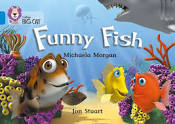 Collins
BIG CAT
Funny Fish
Michaela Morgan
Jon Stuart